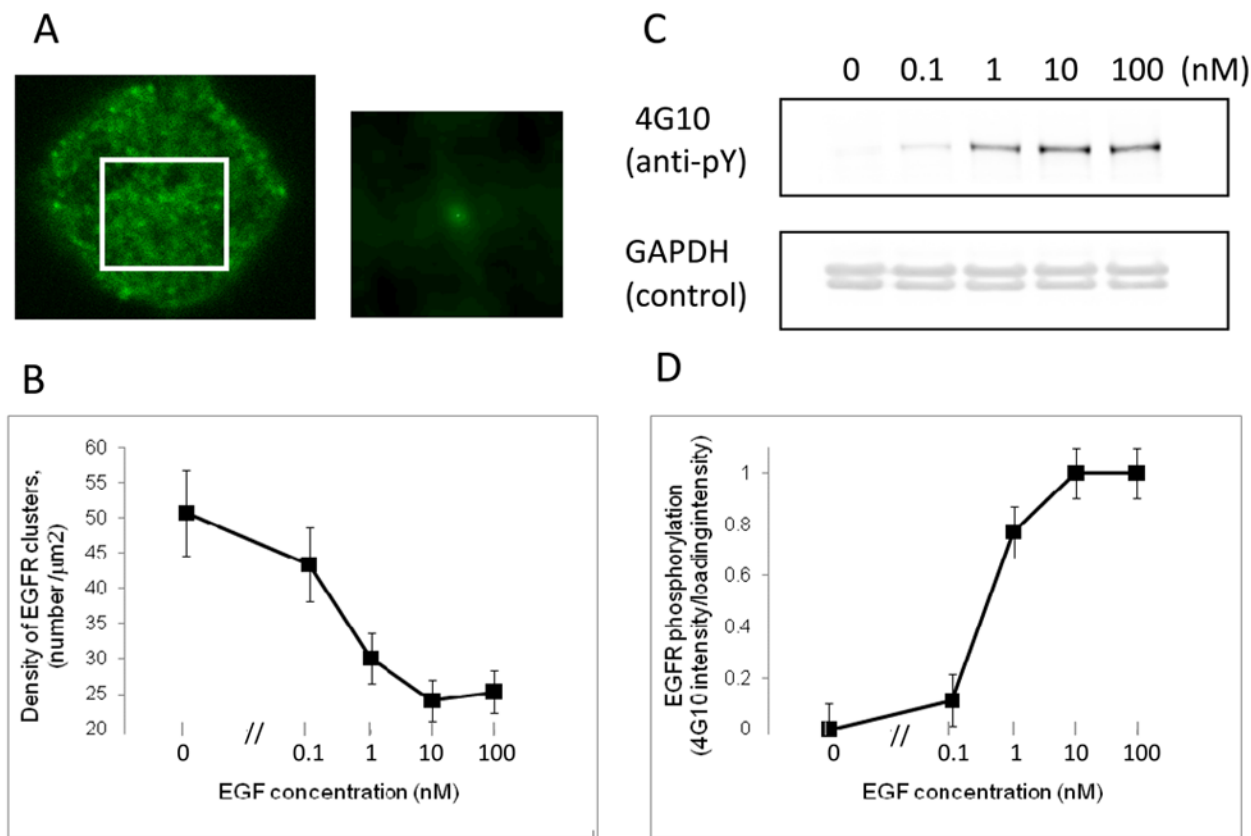 A
C
0 0.1 1 10 100 (nM)
4G10
(anti-pY)
GAPDH
(control)
B
Density of EGFR clusters,
(number /μm2)
60
55
50
45
40
35
30
25
20
0 // 0.1 1 10 100
EGF concentration (nM)
D
EGFR phosphorylation
(4G10 intensity/loadingintensity)
1
0.8
0.6
0.4
0.2
0
0 // 0.1 1 10 100
EGF concentration (nM)